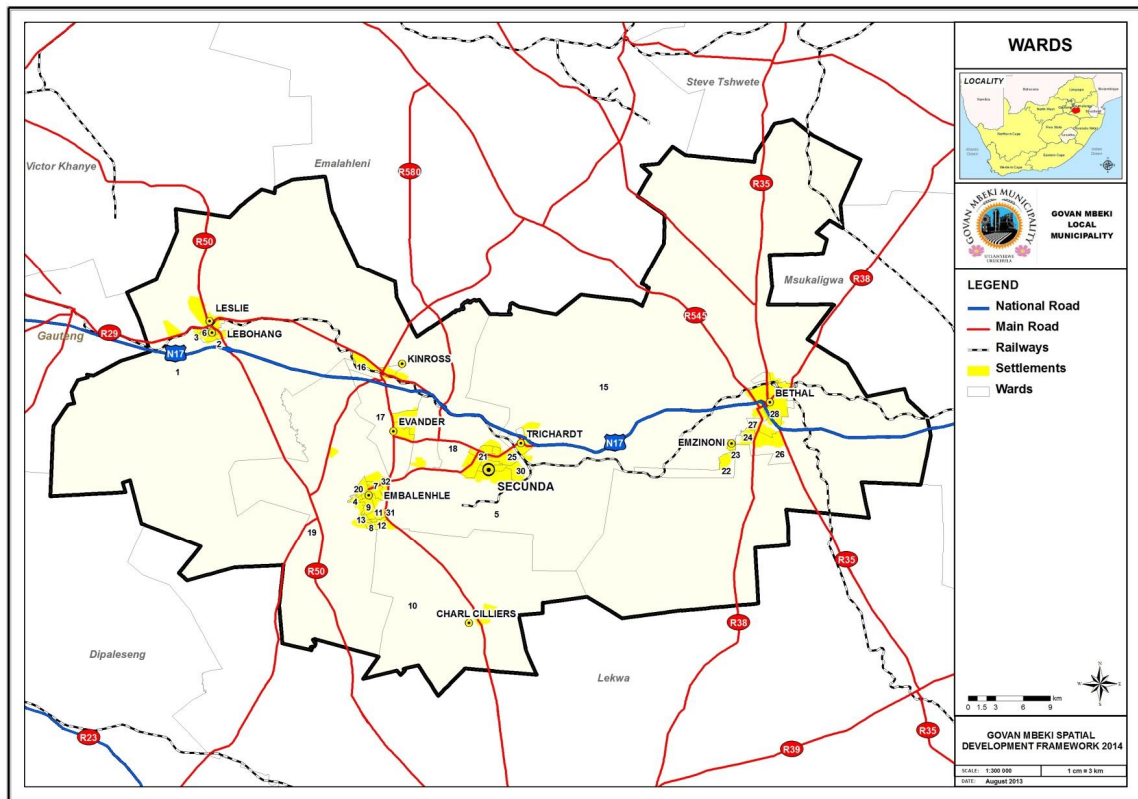 WARDS
LOCALITY
GOVAN MBEKI MUNICIPALITY
GOVAN MBEKI
LOCAL
MUNICIPALITY
LEGEND
National Road
Main Road
Railways
Settlements
Wards
km
0 1.5 3 6 9
GOVAN MBEKI SPATIAL
DEVELOPMENT FRAMEWORK 2014
SCALE: 1:300 000
1 cm = 3 km
DATE: August 2013
Steve Tshwete
Victor Khanye
Emalahleni
R580
R35
R50
Msukaligwa
R38
LESLIE
R29
Gauteng
3 6 LEBOHANG
2
N17
1
R545
KINROSS
16
15
BETHAL
28
17
EVANDER
TRICHARDT
N17
EMZINONI
27
24
18
21
25
23
26
SECUNDA
30
22
32
20 7
EMBALENHLE
4
9
11 31
5
13
8 12
19
R50
R35
10
CHARL CILLIERS
R38
Dipaleseng
Lekwa
R23
R39
R35